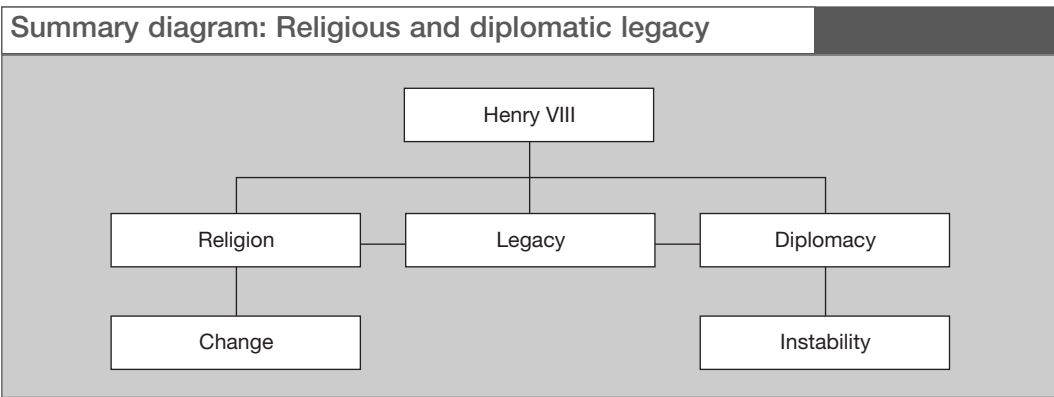 Summary diagram: Religious and diplomatic legacy
Henry VIII
Religion
Legacy
Diplomacy
Change
Instability